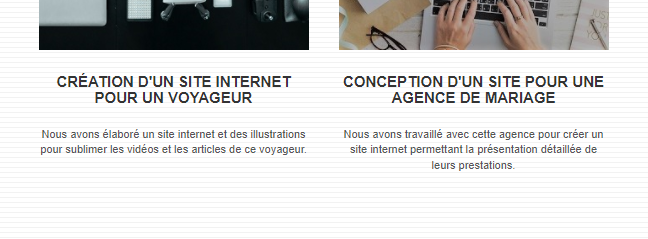 CRÉATION D'UN SITE INTERNET
POUR UN VOYAGEUR
Nous avons élaboré un site internet et des illustrations
pour sublimer les vidéos et les articles de ce voyageur.
CONCEPTION D'UN SITE POUR UNE
AGENCE DE MARIAGE
Nous avons travaillé avec cette agence pour créer un
site internet permettant la présentation détaillée de
leurs prestations.